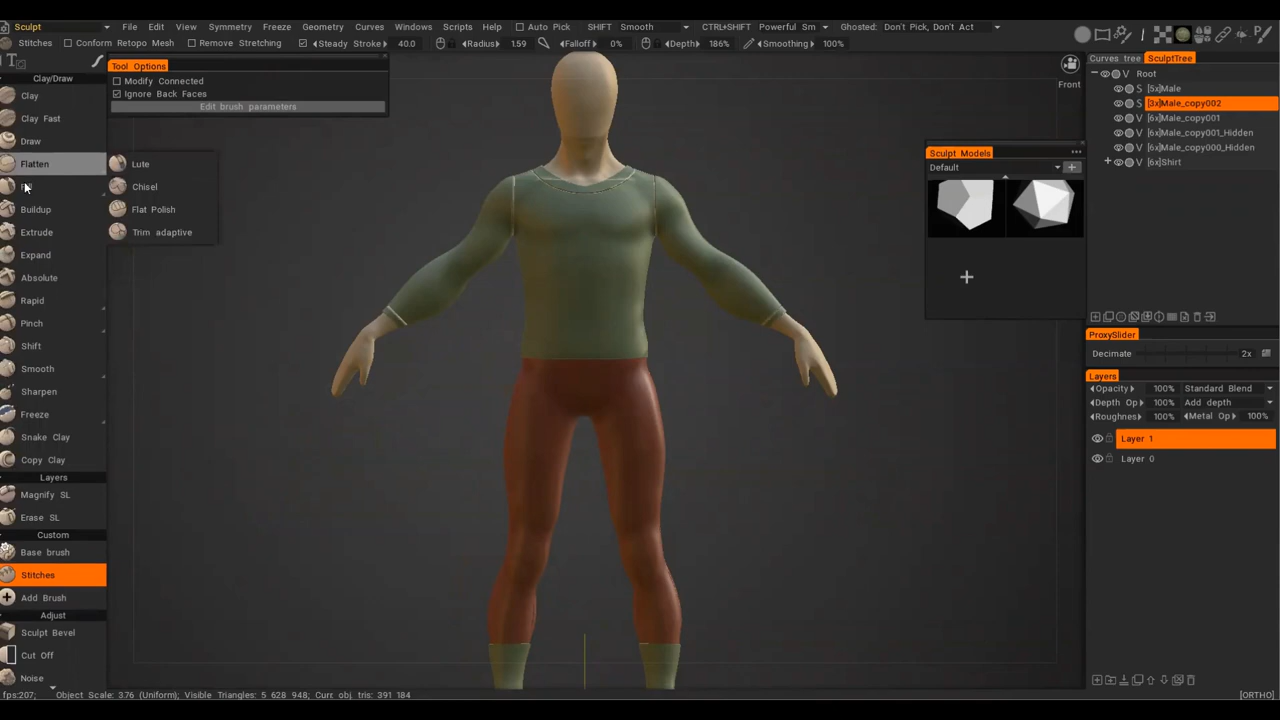 Sculpt File Edit View Symmetry Freeze Geometry Curves Windows Scripts Help Auto Pick SHIFT Smooth CTRL+SHIFT Powerful Sm Ghosted: Don't Pick, Don't Act
Stitches Conform Retopo Mesh Remove Stretching Steady Stroke 40.0 Radius 1.59 Falloff 0% Depth 186% Smoothing 100%
Tool Options
Modify Connected
Ignore Back Faces
Edit brush parameters
Clay/Draw
Clay
Clay Fast
Draw
Flatten
Buildup
Extrude
Expand
Absolute
Rapid
Pinch
Shift
Smooth
Sharpen
Freeze
Snake Clay
Copy Clay
Layers
Magnify SL
Erase SL
Custom
Base brush
Stitches
Add Brush
Adjust
Sculpt Bevel
Cut Off
Noise
Lute
Chisel
Flat Polish
Trim adaptive
Front
Sculpt Models
Default
Curves tree SculptTree
Root
S [5x]Male
S [3x]Male_copy002
V [6x]Male_copy001
V [6x]Male_copy001_Hidden
V [6x]Male_copy000_Hidden
V [6x]Shirt
ProxySlider
Decimate 2x
Layers
Opacity 100% Standard Blend
Depth Op 100% Add depth
Roughnes 100% Metal Op 100%
Layer 1
Layer 0
fps:207; Object Scale: 3.76 (Uniform); Visible Triangles: 5 628 948; Curr. obj. tris: 391 184
[ORTHO]